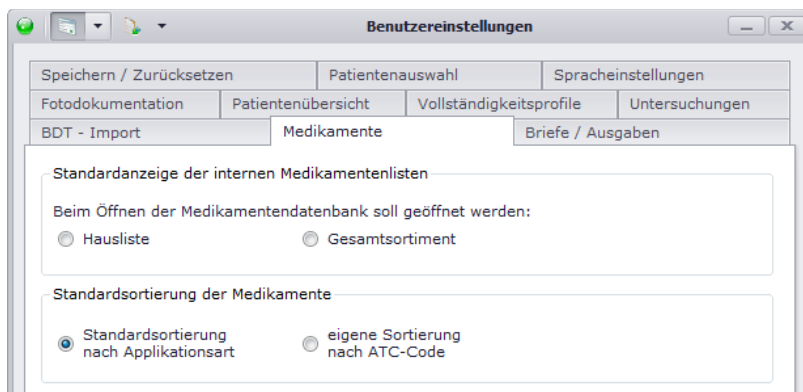 Benutzereinstellungen
Speichern / Zurücksetzen Patientenauswahl Spracheinstellungen
Fotodokumentation Patientenübersicht Vollständigkeitsprofile Untersuchungen
BDT - Import Medikamente Briefe / Ausgaben
Standardanzeige der internen Medikamentenlisten
Beim Öffnen der Medikamentendatenbank soll geöffnet werden:
Hausliste Gesamtsortiment
Standardsortierung der Medikamente
Standardsortierung
nach Applikationsart
eigene Sortierung
nach ATC-Code